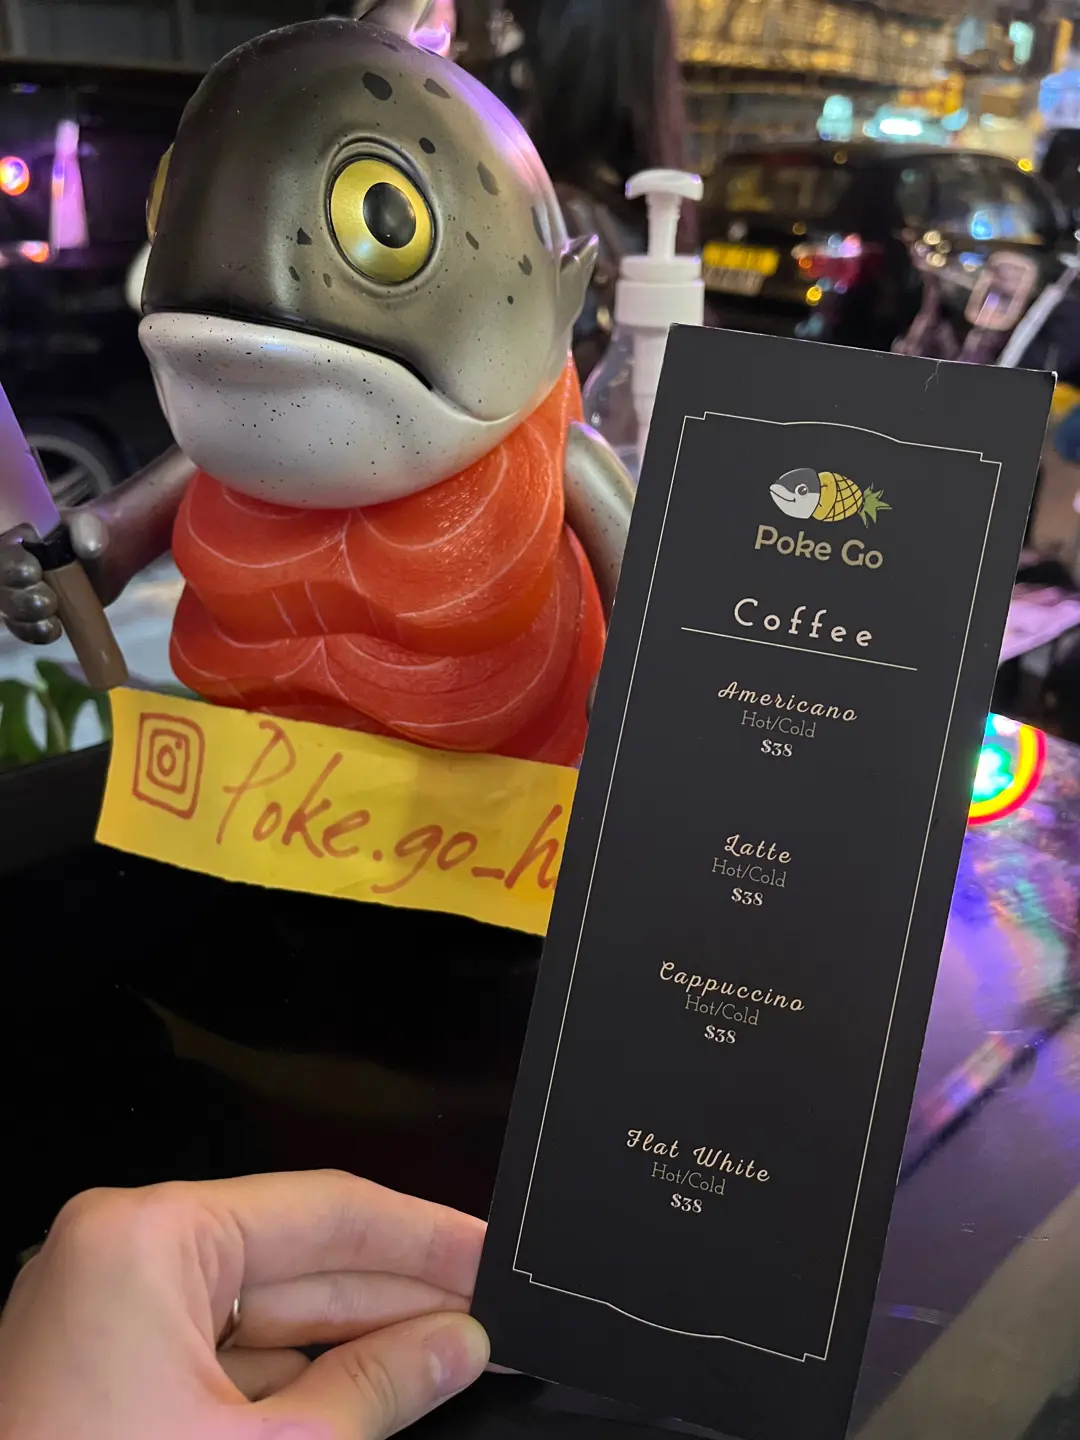 Poke Go
Coffee
Americano
Hot/Cold
$38
Latte
Hot/Cold
$38
Cappuccino
Hot/Cold
$38
Flat White
Hot/Cold
$38
Poke.go_h